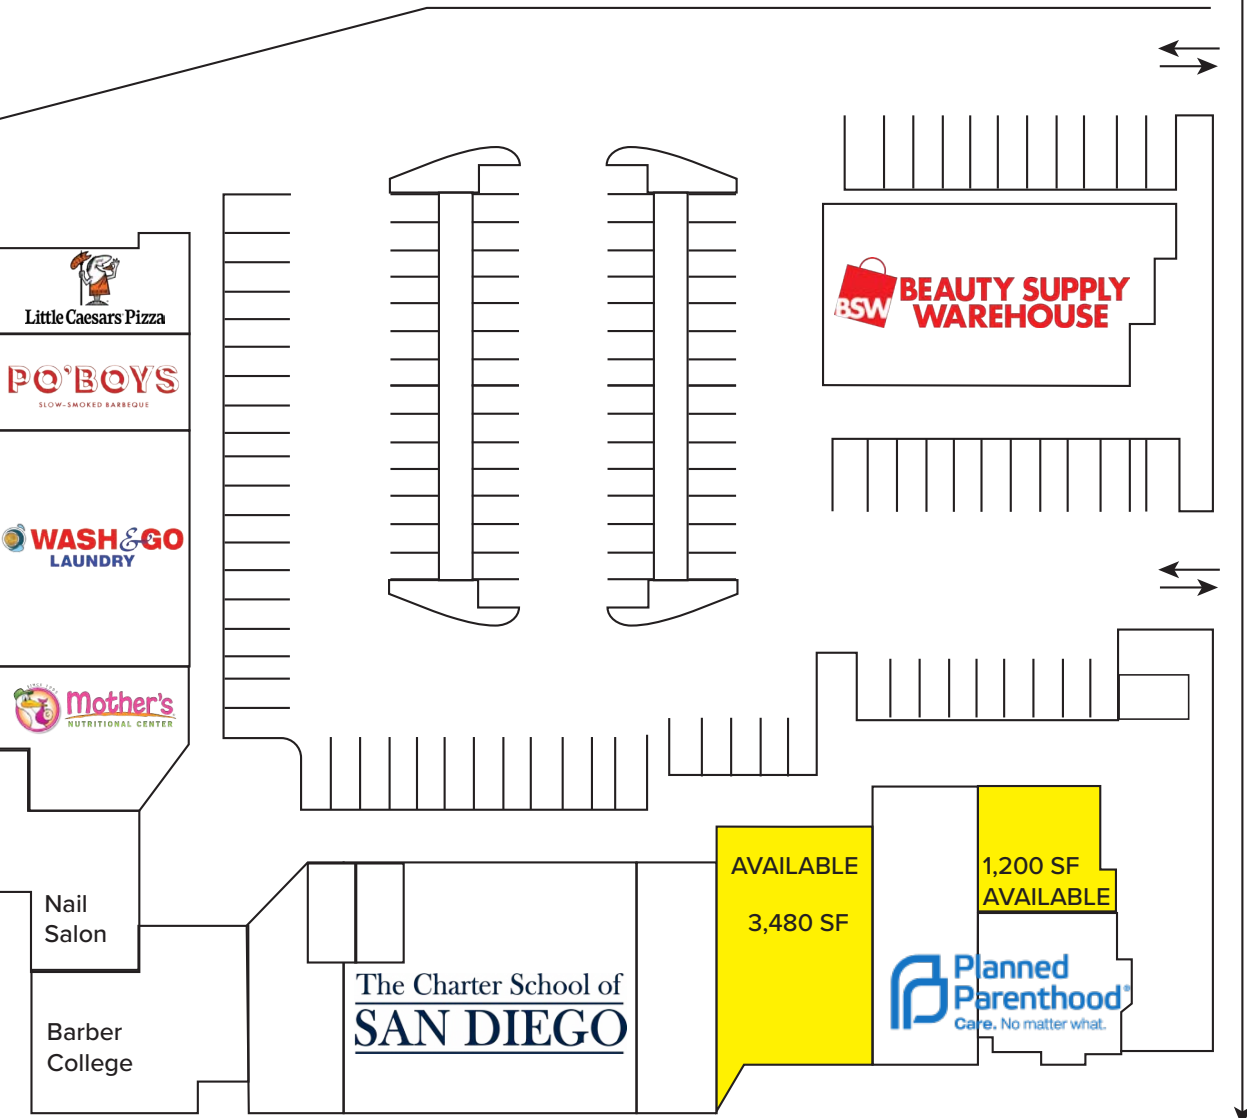 BSW
BEAUTY SUPPLY
WAREHOUSE
Little Caesars Pizza
PO'BOYS
SLOW-SMOKED BARBEQUE
WASH&GO
LAUNDRY
SINCE 1995
Mother's
NUTRITIONAL CENTER
Nail
Salon
Barber
College
The Charter School of
SAN DIEGO
AVAILABLE
3,480 SF
1,200 SF
AVAILABLE
Planned
Parenthood®
Care. No matter what.